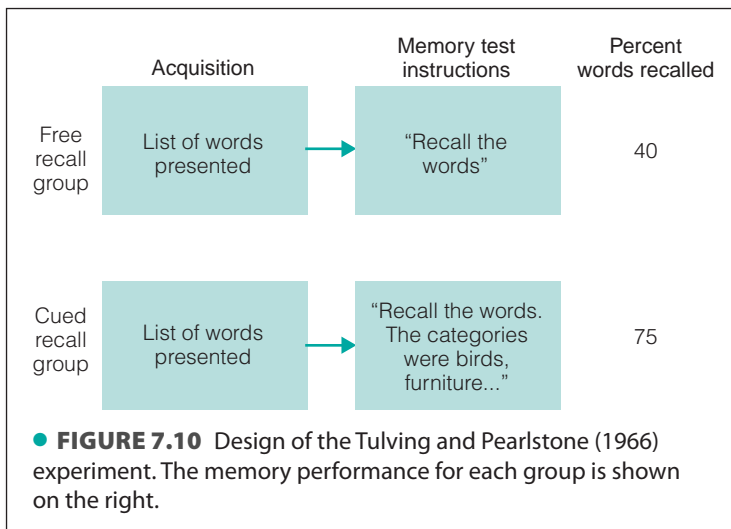 Acquisition
Memory test
instructions
Percent
words recalled
Free
recall
group
List of words
presented
“Recall the
words”
40
Cued
recall
group
List of words
presented
“Recall the words.
The categories
were birds,
furniture...”
75
● FIGURE 7.10 Design of the Tulving and Pearlstone (1966)
experiment. The memory performance for each group is shown
on the right.